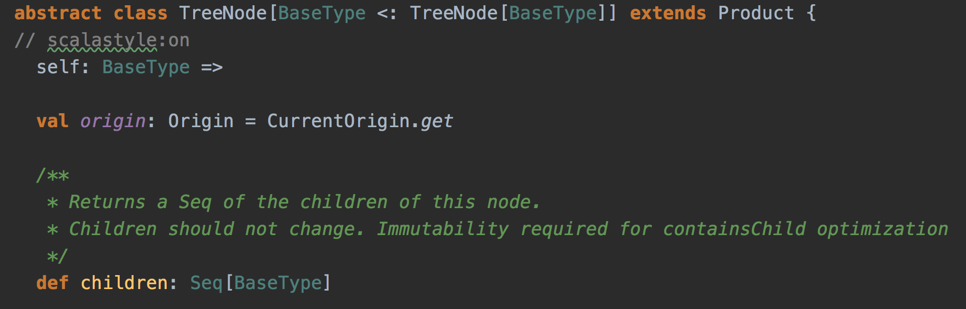 abstract class TreeNode[BaseType <: TreeNode[BaseType]] extends Product {
// scalastyle:on
  self: BaseType =>
  val origin: Origin = CurrentOrigin.get
  /**
   * Returns a Seq of the children of this node.
   * Children should not change. Immutability required for containsChild optimization
   */
  def children: Seq[BaseType]